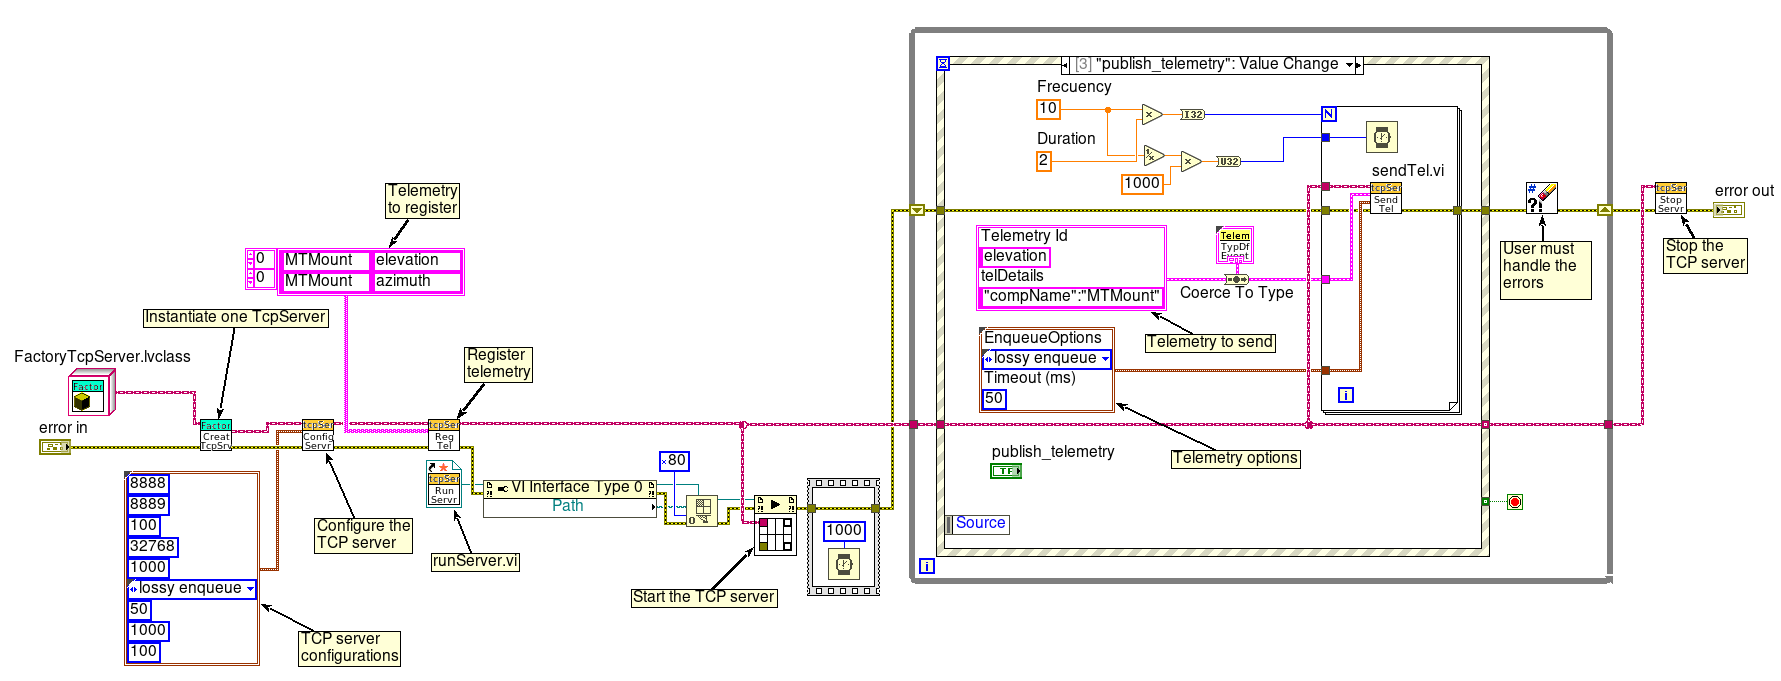 [3] "publish_telemetry": Value Change
Frecuency
10
x
I32
N
Duration
2
1/x
x
U32
1000
sendTel.vi
tcpSer
Send
Tel
Telemetry
to register
0
0
MTMount
elevation
MTMount
azimuth
Instantiate one TcpServer
FactoryTcpServer.lvclass
Factor
error in
Factor
Creat
TcpSrv
tcpSer
Config
Servr
tcpSer
Reg
Tel
Register
telemetry
tcpSer
Run
Servr
runServer.vi
VI Interface Type 0
Path
x80
8888
8889
100
32768
1000
lossy enqueue
50
1000
100
Configure the
TCP server
TCP server
configurations
Start the TCP server
1000
Telemetry Id
elevation
telDetails
"compName":"MTMount"
Telem
TypDf
Event
Coerce To Type
Telemetry to send
EnqueueOptions
lossy enqueue
Timeout (ms)
50
Telemetry options
publish_telemetry
TF
Source
i
i
#
?!
User must
handle the
errors
tcpSer
Stop
Servr
error out
Stop the
TCP server